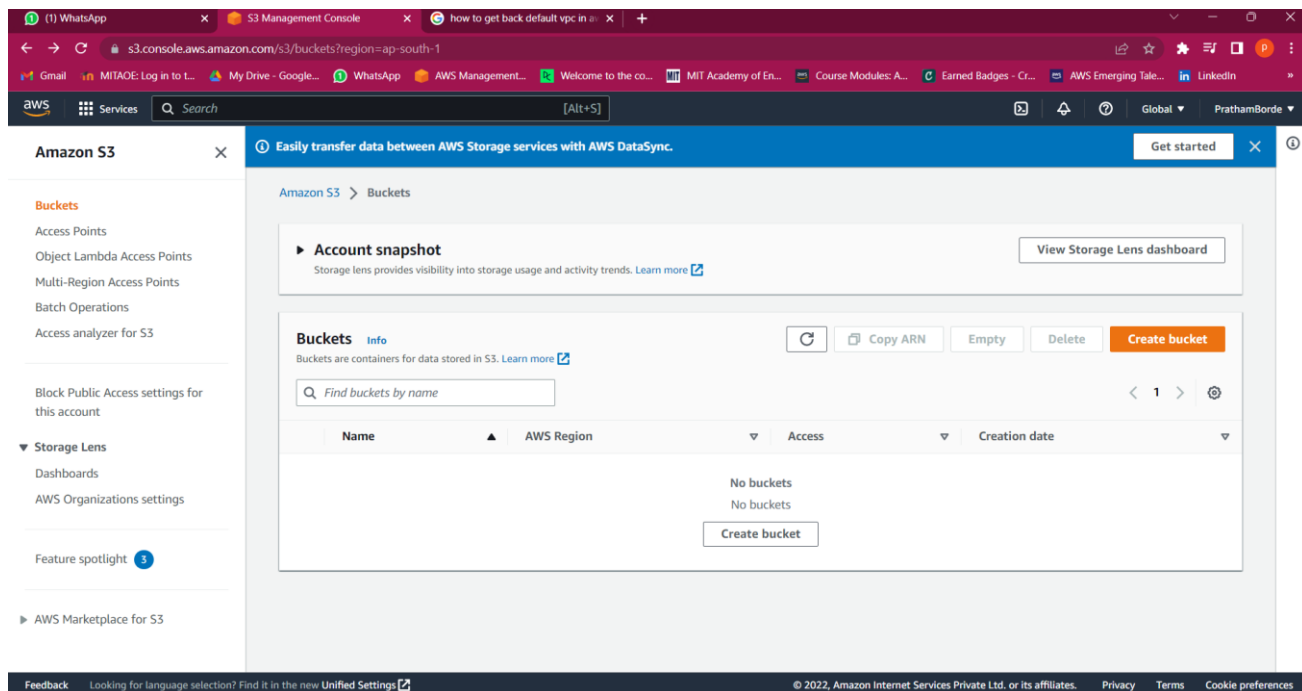 (1) WhatsApp
S3 Management Console
how to get back default vpc in a
s3.console.aws.amazon.com/s3/buckets?region=ap-south-1
P
Gmail
MITAOE: Log in to t...
My Drive - Google...
WhatsApp
AWS Management...
Welcome to the co...
MIT Academy of En...
Course Modules: A...
Earned Badges - Cr...
AWS Emerging Tale...
LinkedIn
»
aws
Services
Search
[Alt+S]
Global
PrathamBorde
Amazon S3
Easily transfer data between AWS Storage services with AWS DataSync.
Get started
Buckets
Access Points
Object Lambda Access Points
Multi-Region Access Points
Batch Operations
Access analyzer for S3
Block Public Access settings for
this account
Storage Lens
Dashboards
AWS Organizations settings
Feature spotlight 3
AWS Marketplace for S3
Amazon S3 > Buckets
Account snapshot
Storage lens provides visibility into storage usage and activity trends. Learn more
View Storage Lens dashboard
Buckets Info
Buckets are containers for data stored in S3. Learn more
Copy ARN
Empty
Delete
Create bucket
Find buckets by name
< 1 >
Name
AWS Region
Access
Creation date
No buckets
No buckets
Create bucket
Feedback
Looking for language selection? Find it in the new Unified Settings
© 2022, Amazon Internet Services Private Ltd. or its affiliates.
Privacy
Terms
Cookie preferences